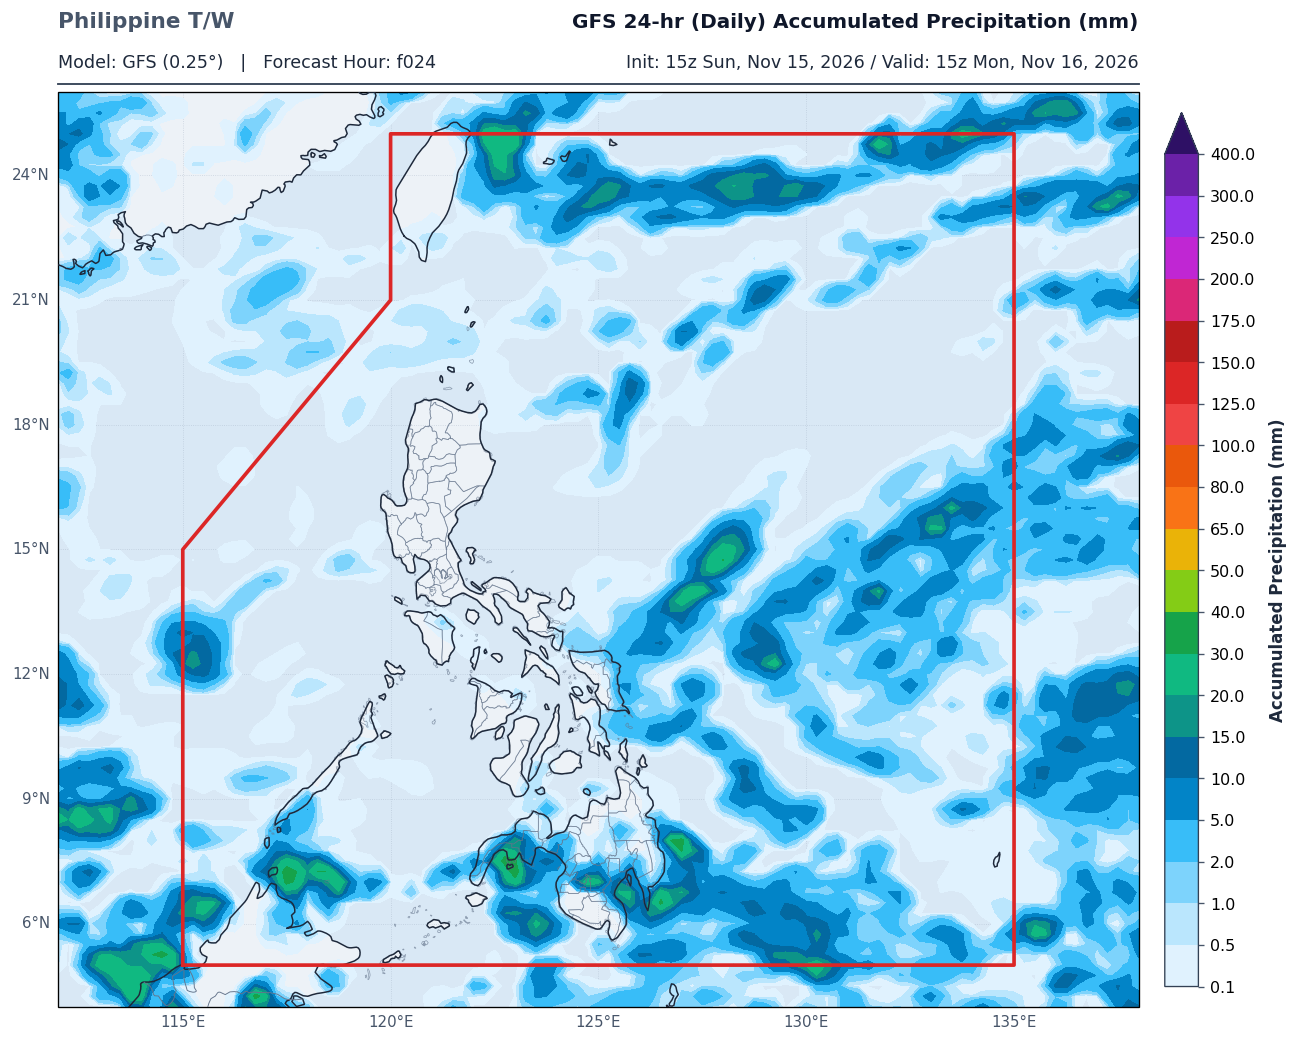 Philippine T/W
GFS 24-hr (Daily) Accumulated Precipitation (mm)
Model: GFS (0.25°)   |   Forecast Hour: f024
Init: 15z Sun, Nov 15, 2026 / Valid: 15z Mon, Nov 16, 2026
24°N
21°N
18°N
15°N
12°N
9°N
6°N
115°E
120°E
125°E
130°E
135°E
400.0
300.0
250.0
200.0
175.0
150.0
125.0
100.0
80.0
65.0
50.0
40.0
30.0
20.0
15.0
10.0
5.0
2.0
1.0
0.5
0.1
Accumulated Precipitation (mm)